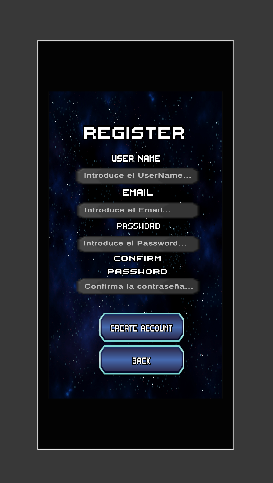 REGISTER
USER NAME
Introduce el UserName...
EMAIL
Introduce el Email...
PASSWORD
Introduce el Password...
CONFIRM
PASSWORD
Confirma la contraseña...
CREATE ACCOUNT
BACK